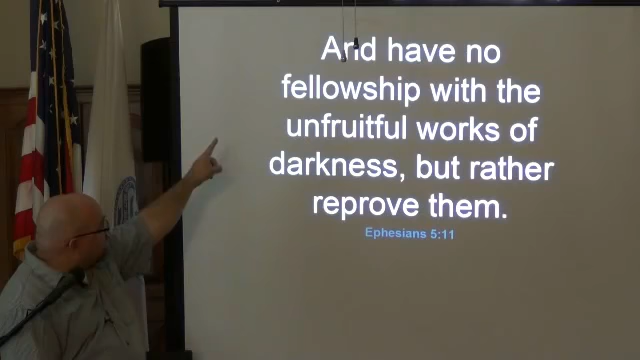 And have no
fellowship with the
unfruitful works of
darkness, but rather
reprove them.
Ephesians 5:11